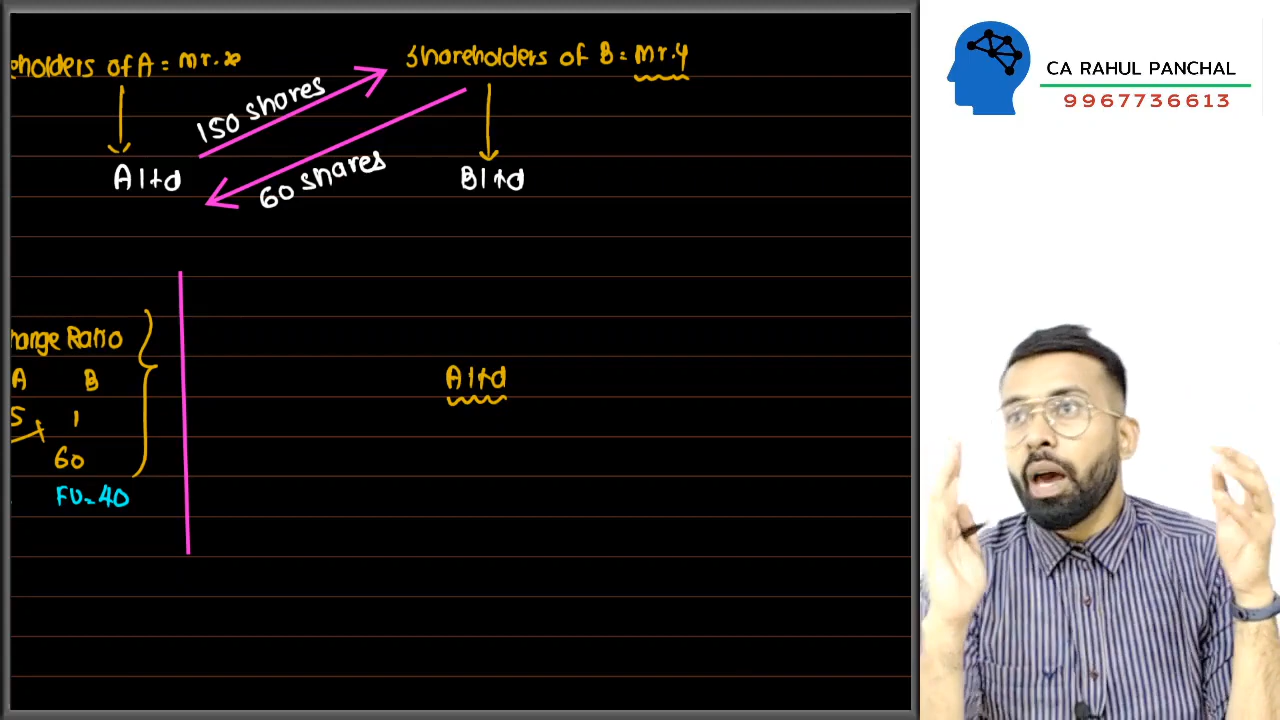 eholders of A = mr. x
shareholders of B = mr. y
150 shares
60 shares
A ltd
B ltd
hange Ratio
A B
5 1
60
FV = 40
A ltd
CA RAHUL PANCHAL
9967736613